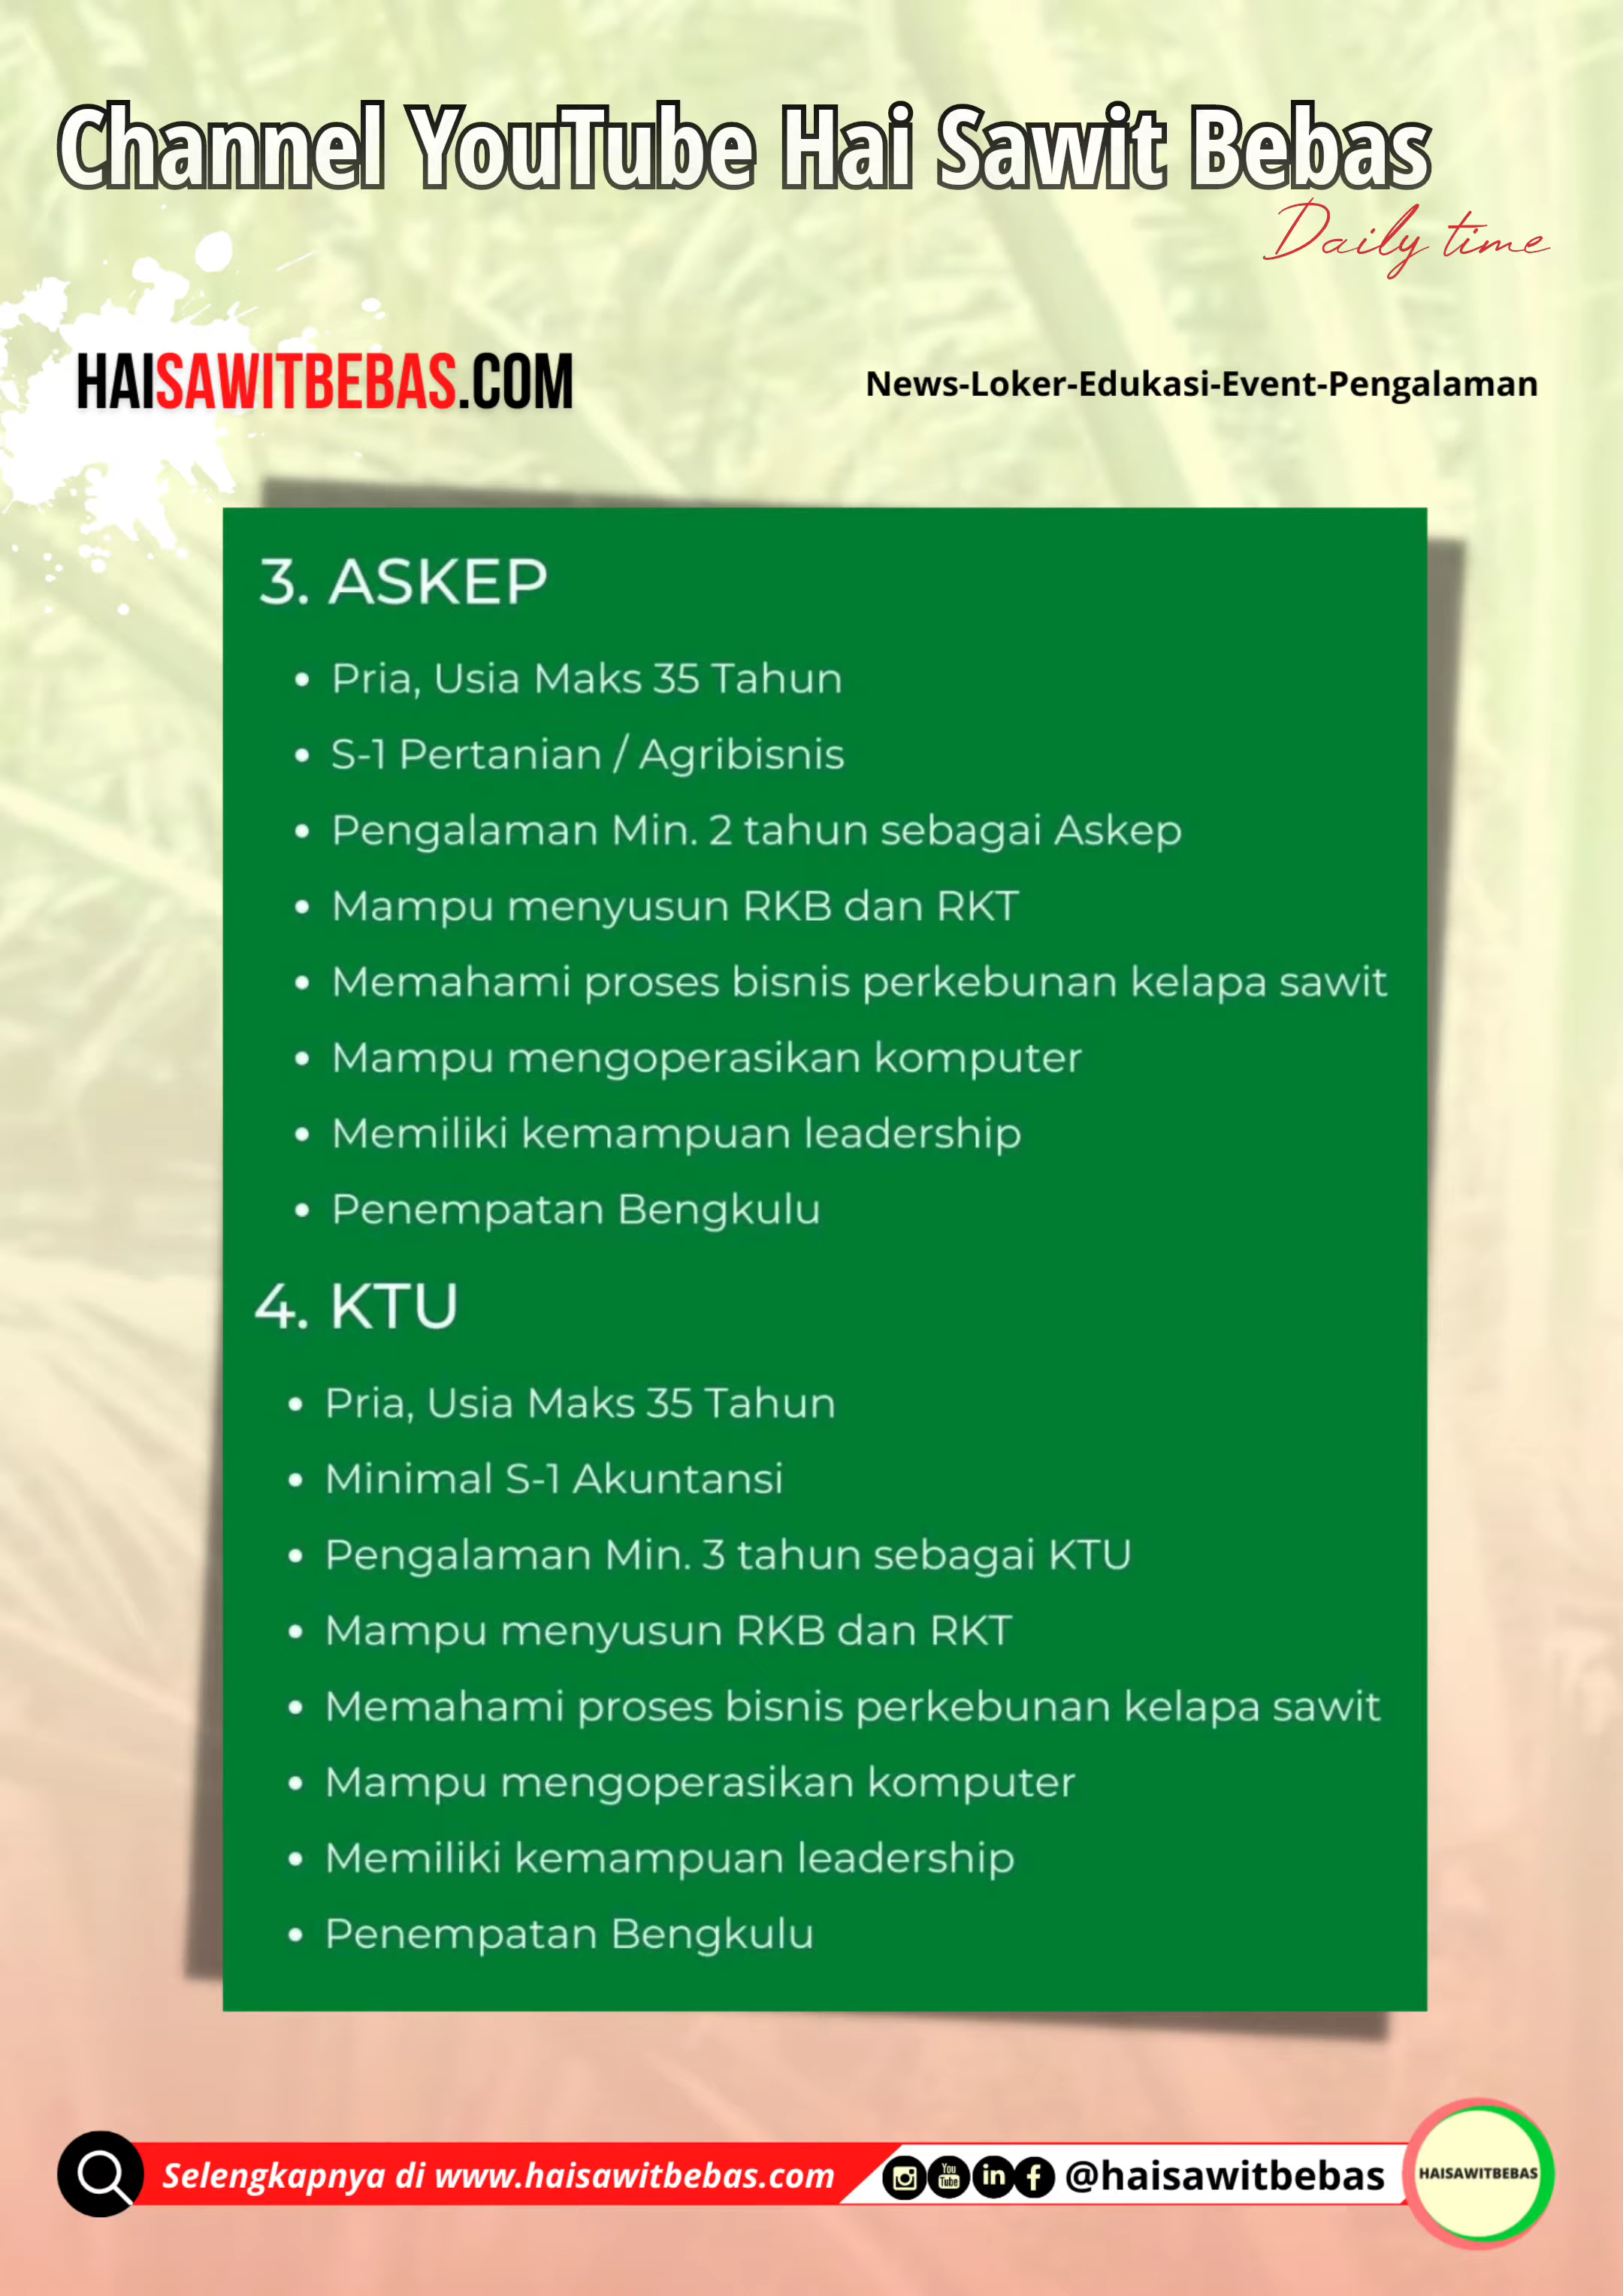 Channel YouTube Hai Sawit Bebas
Daily time
HAISAWITBEBAS.COM
News-Loker-Edukasi-Event-Pengalaman
3. ASKEP
• Pria, Usia Maks 35 Tahun
• S-1 Pertanian / Agribisnis
• Pengalaman Min. 2 tahun sebagai Askep
• Mampu menyusun RKB dan RKT
• Memahami proses bisnis perkebunan kelapa sawit
• Mampu mengoperasikan komputer
• Memiliki kemampuan leadership
• Penempatan Bengkulu
4. KTU
• Pria, Usia Maks 35 Tahun
• Minimal S-1 Akuntansi
• Pengalaman Min. 3 tahun sebagai KTU
• Mampu menyusun RKB dan RKT
• Memahami proses bisnis perkebunan kelapa sawit
• Mampu mengoperasikan komputer
• Memiliki kemampuan leadership
• Penempatan Bengkulu
Selengkapnya di www.haisawitbebas.com
You Tube
in
f
@haisawitbebas
HAISAWITBEBAS